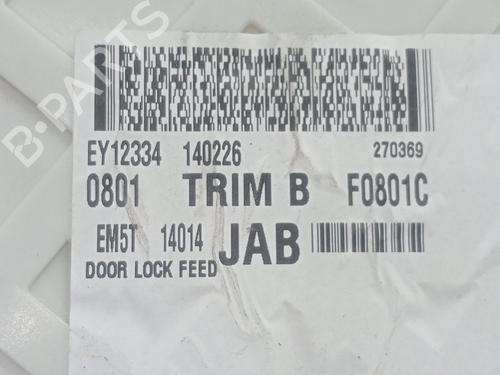 B-PARTS
EY12334 140226 270369
0801 TRIM B F0801C
EM5T 14014 JAB
DOOR LOCK FEED